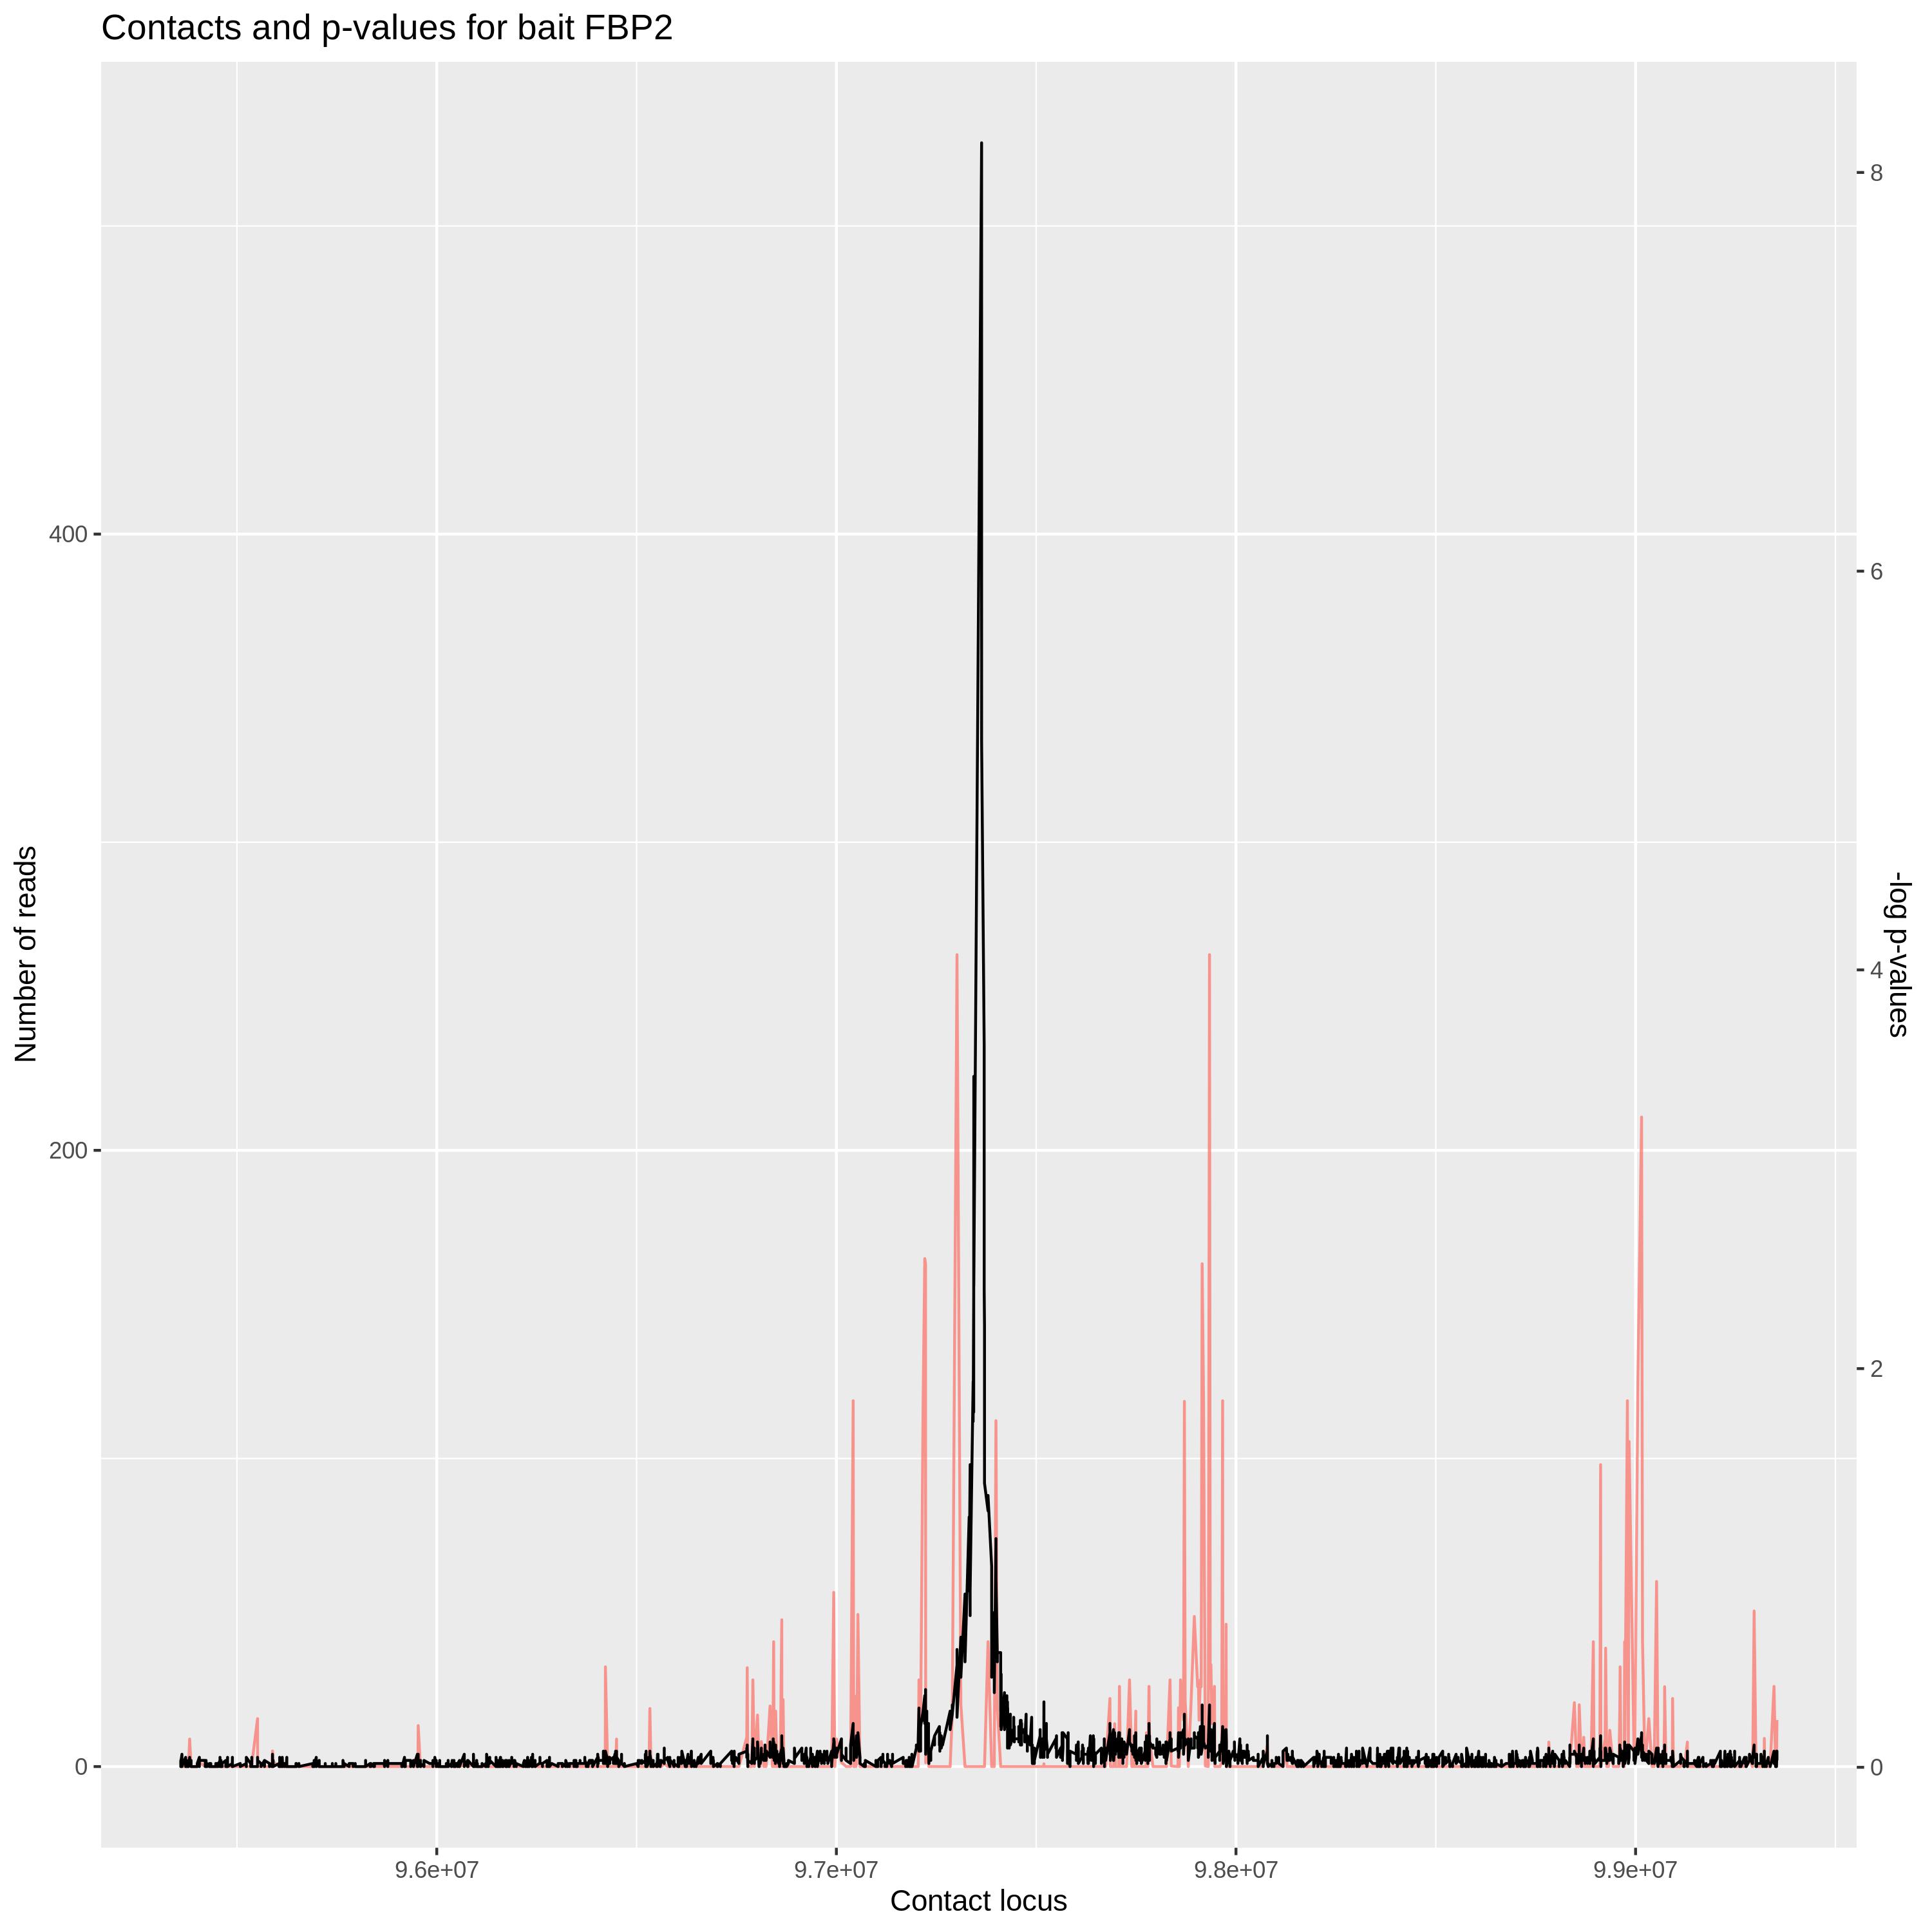 Contacts and p-values for bait FBP2
Number of reads
400
200
0
8
6
4
2
0
-log p-values
9.6e+07
9.7e+07
9.8e+07
9.9e+07
Contact locus